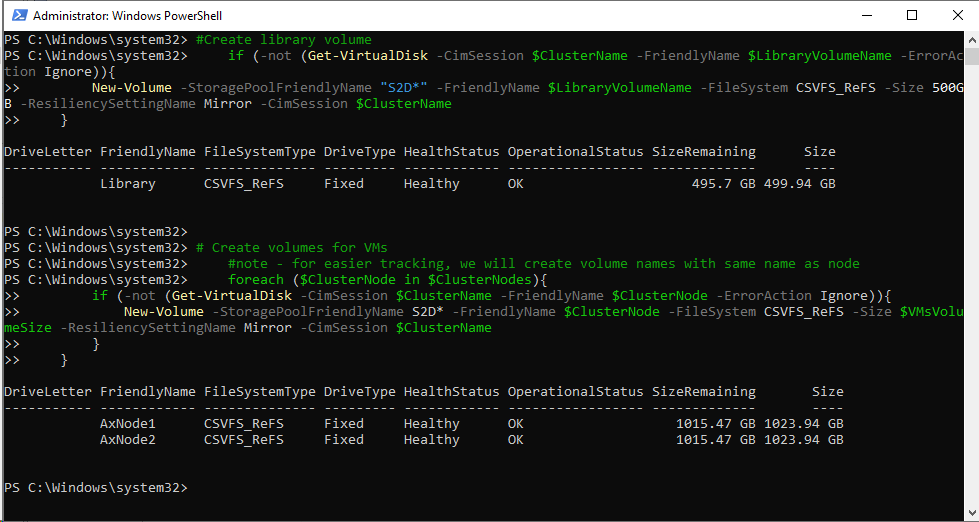 Administrator: Windows PowerShell
PS C:\Windows\system32> #Create library volume
PS C:\Windows\system32>     if (-not (Get-VirtualDisk -CimSession $ClusterName -FriendlyName $LibraryVolumeName -ErrorAc
tion Ignore)){
>>         New-Volume -StoragePoolFriendlyName "S2D*" -FriendlyName $LibraryVolumeName -FileSystem CSVFS_ReFS -Size 500G
B -ResiliencySettingName Mirror -CimSession $ClusterName
>>     }
DriveLetter FriendlyName FileSystemType DriveType HealthStatus OperationalStatus SizeRemaining      Size
----------- ------------ -------------- --------- ------------ ----------------- -------------      ----
            Library      CSVFS_ReFS     Fixed     Healthy      OK                     495.7 GB 499.94 GB
PS C:\Windows\system32>
PS C:\Windows\system32> # Create volumes for VMs
PS C:\Windows\system32>     #note - for easier tracking, we will create volume names with same name as node
PS C:\Windows\system32>     foreach ($ClusterNode in $ClusterNodes){
>>         if (-not (Get-VirtualDisk -CimSession $ClusterName -FriendlyName $ClusterNode -ErrorAction Ignore)){
>>             New-Volume -StoragePoolFriendlyName S2D* -FriendlyName $ClusterNode -FileSystem CSVFS_ReFS -Size $VMsVolu
meSize -ResiliencySettingName Mirror -CimSession $ClusterName
>>         }
>>     }
DriveLetter FriendlyName FileSystemType DriveType HealthStatus OperationalStatus SizeRemaining       Size
----------- ------------ -------------- --------- ------------ ----------------- -------------       ----
            AxNode1      CSVFS_ReFS     Fixed     Healthy      OK                   1015.47 GB 1023.94 GB
            AxNode2      CSVFS_ReFS     Fixed     Healthy      OK                   1015.47 GB 1023.94 GB
PS C:\Windows\system32>